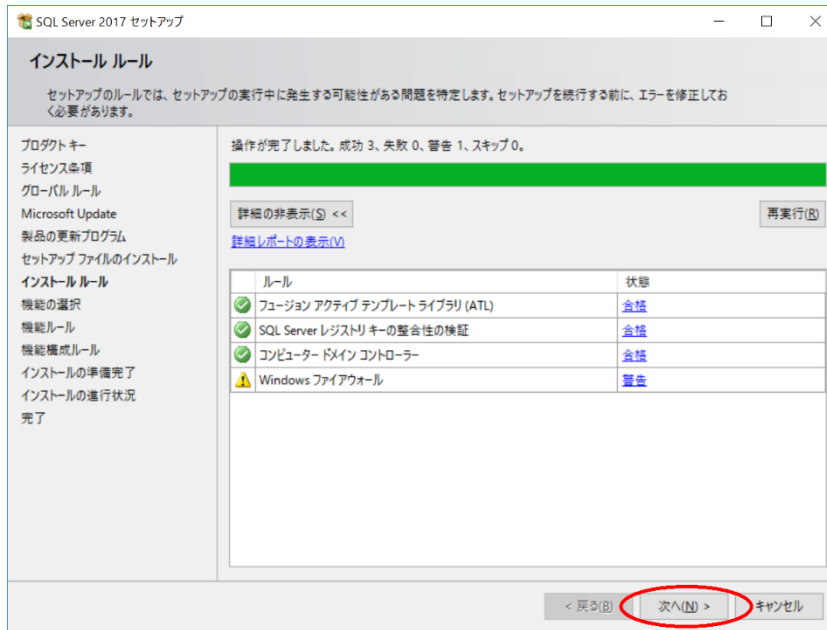 SQL Server 2017 セットアップ
インストール ルール
セットアップのルールでは、セットアップの実行中に発生する可能性がある問題を特定します。セットアップを続行する前に、エラーを修正してお
く必要があります。
プロダクト キー
ライセンス条項
グローバル ルール
Microsoft Update
製品の更新プログラム
セットアップ ファイルのインストール
インストール ルール
機能の選択
機能ルール
機能構成ルール
インストールの準備完了
インストールの進行状況
完了
操作が完了しました。成功 3、失敗 0、警告 1、スキップ 0。
詳細の非表示(S) <<
再実行(R)
詳細レポートの表示(V)
ルール 状態
フュージョン アクティブ テンプレート ライブラリ (ATL) 合格
SQL Server レジストリ キーの整合性の検証 合格
コンピューター ドメイン コントローラー 合格
Windows ファイアウォール 警告
< 戻る(B) 次へ(N) > キャンセル